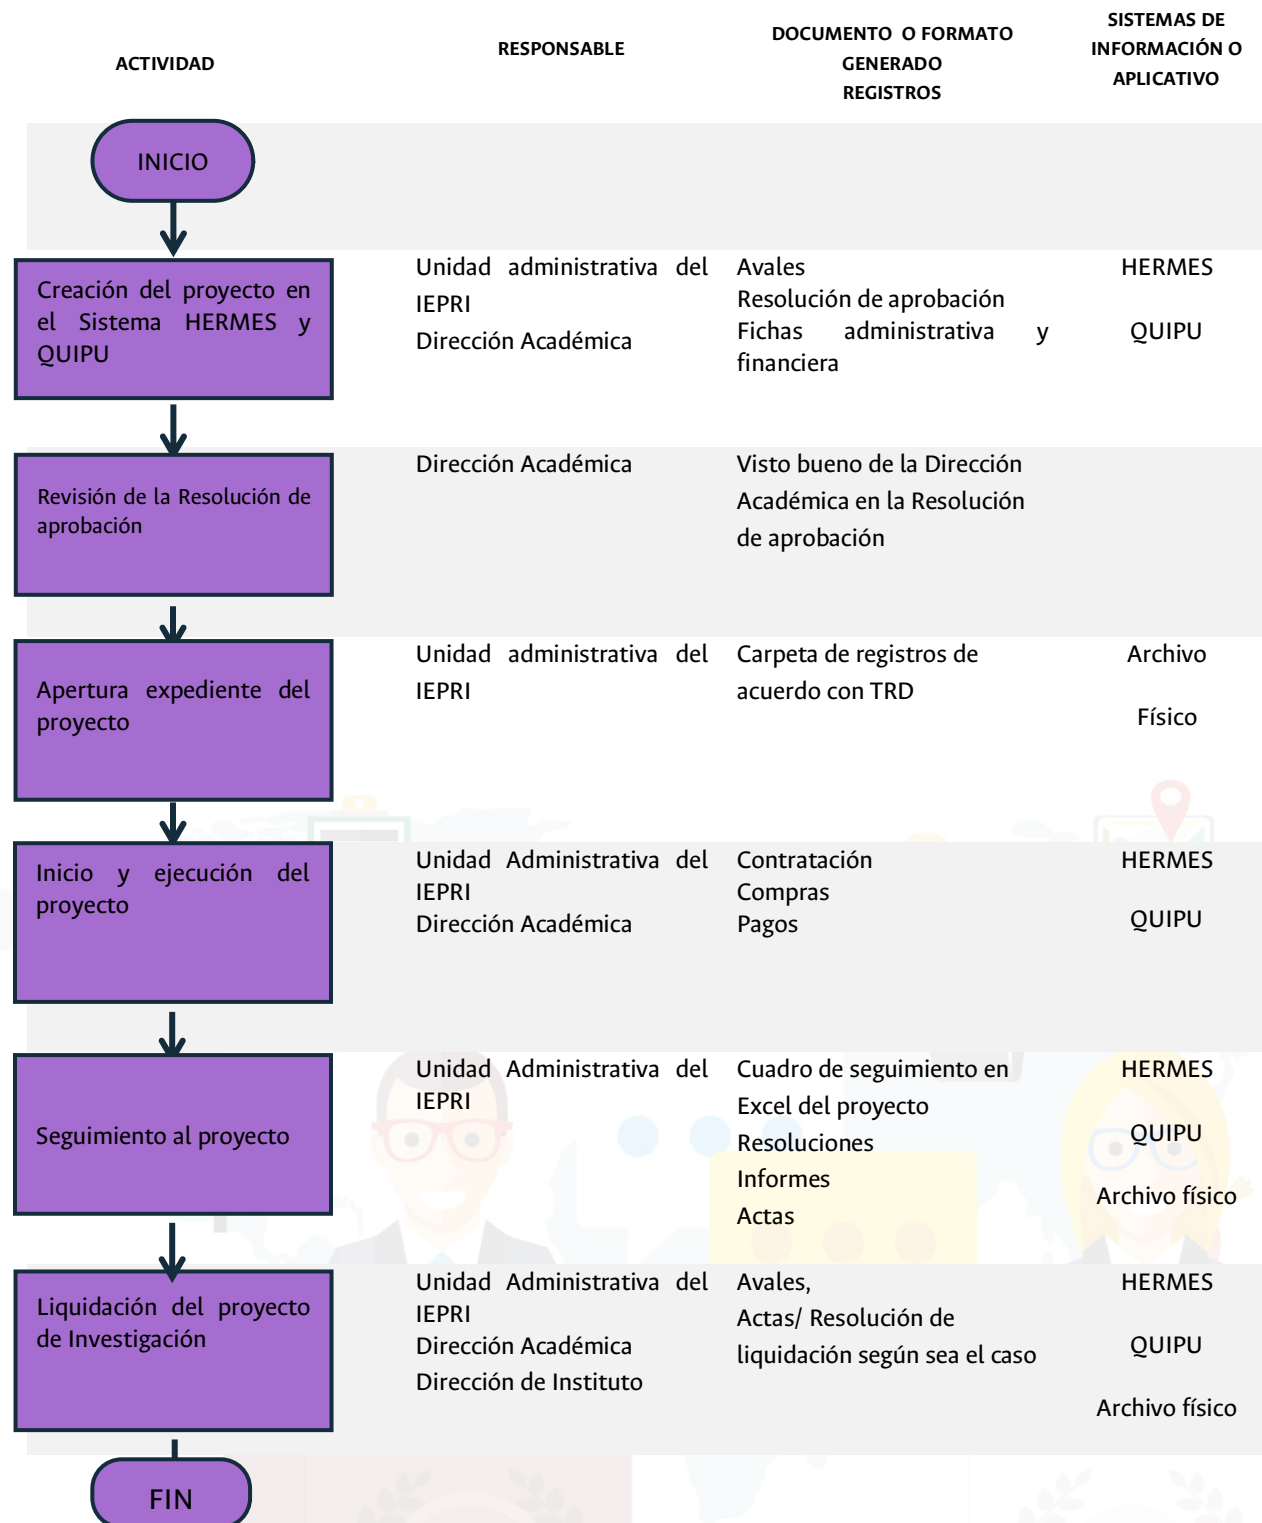 ACTIVIDAD
RESPONSABLE
DOCUMENTO O FORMATO
GENERADO
REGISTROS
SISTEMAS DE
INFORMACIÓN O
APLICATIVO
INICIO
Creación del proyecto en
el Sistema HERMES y
QUIPU
Unidad administrativa del
IEPRI
Dirección Académica
Avales
Resolución de aprobación
Fichas administrativa y
financiera
HERMES
QUIPU
Revisión de la Resolución de
aprobación
Dirección Académica
Visto bueno de la Dirección
Académica en la Resolución
de aprobación
Apertura expediente del
proyecto
Unidad administrativa del
IEPRI
Carpeta de registros de
acuerdo con TRD
Archivo
Físico
Inicio y ejecución del
proyecto
Unidad Administrativa del
IEPRI
Dirección Académica
Contratación
Compras
Pagos
HERMES
QUIPU
Seguimiento al proyecto
Unidad Administrativa del
IEPRI
Cuadro de seguimiento en
Excel del proyecto
Resoluciones
Informes
Actas
HERMES
QUIPU
Archivo físico
Liquidación del proyecto
de Investigación
Unidad Administrativa del
IEPRI
Dirección Académica
Dirección de Instituto
Avales,
Actas/ Resolución de
liquidación según sea el caso
HERMES
QUIPU
Archivo físico
FIN